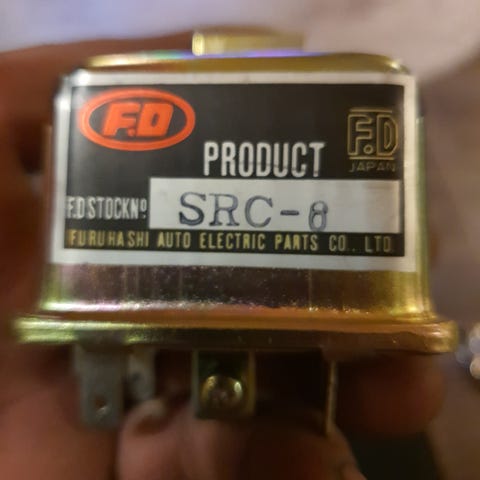 F.D
F.D
JAPAN
PRODUCT
F.D STOCK Nº SRC-8
FURUHASHI AUTO ELECTRIC PARTS CO., LTD